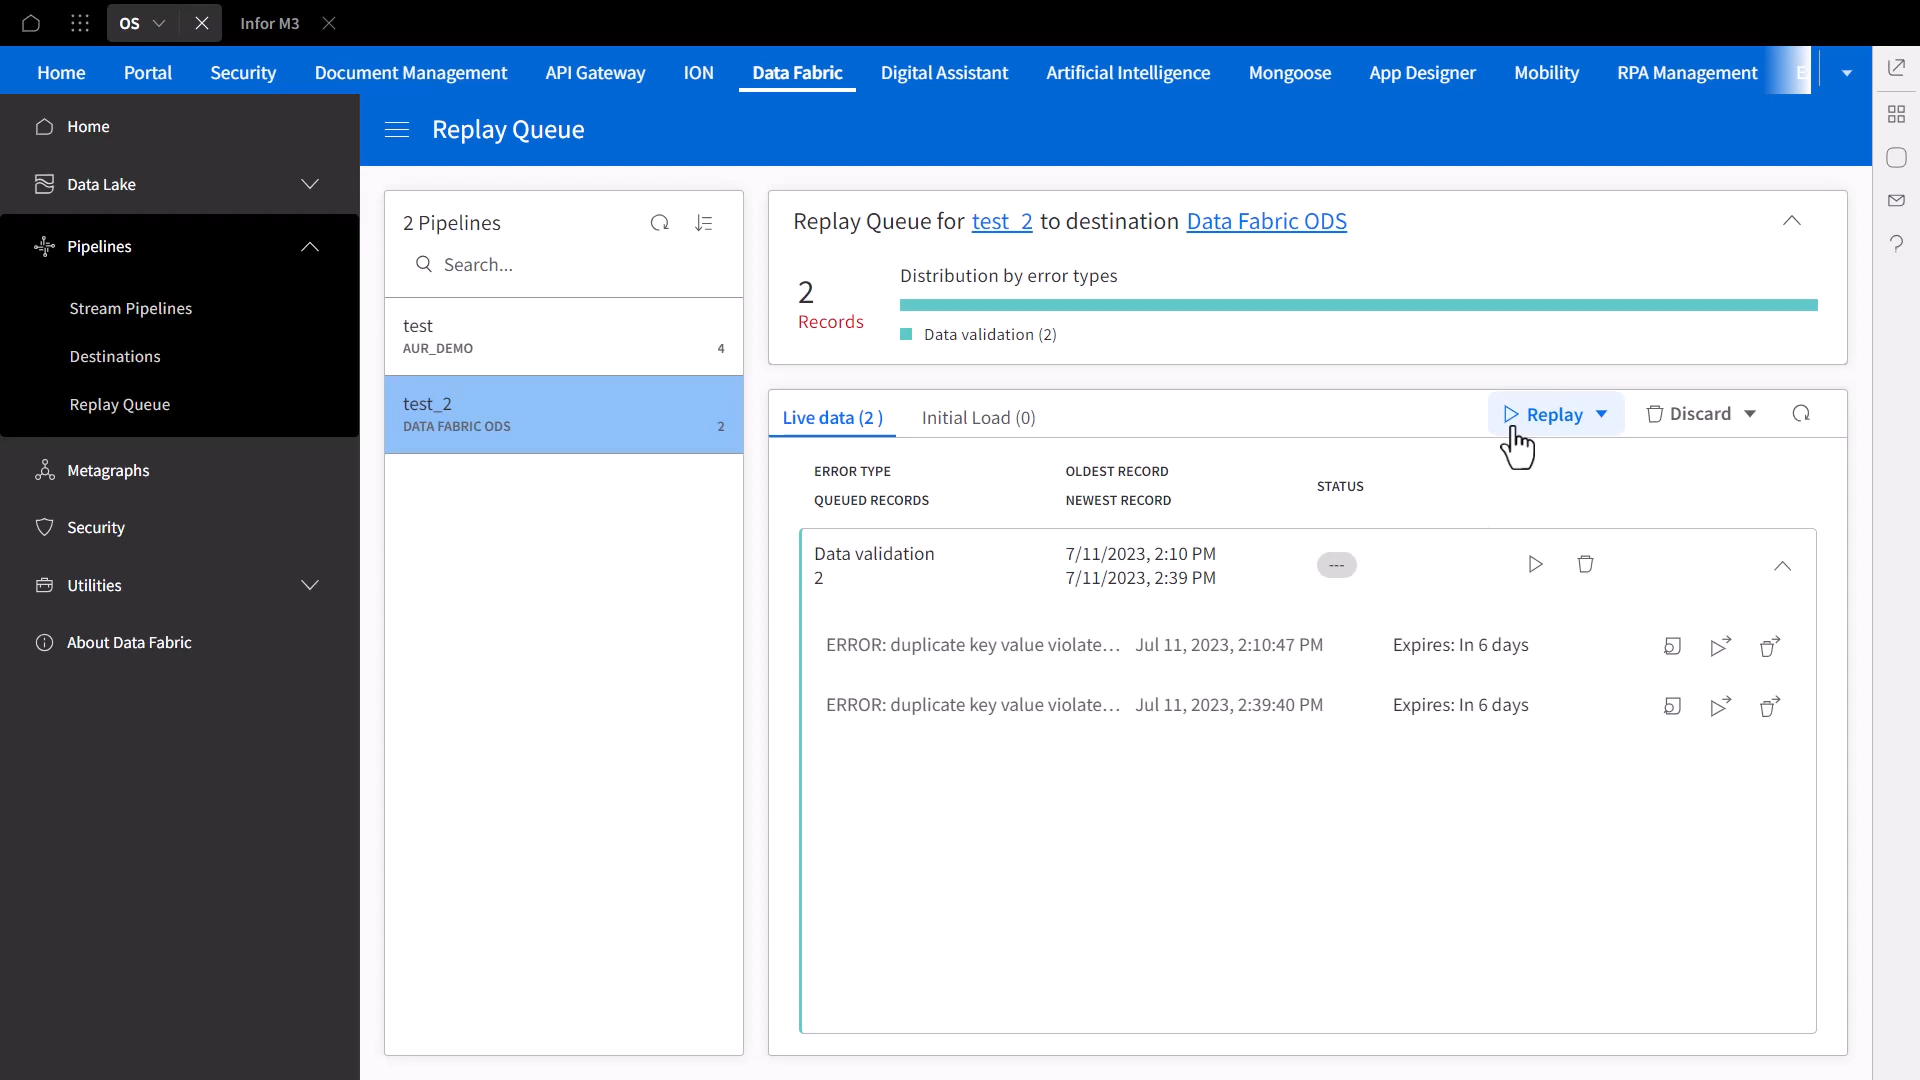 OS
Infor M3
Home
Portal
Security
Document Management
API Gateway
ION
Data Fabric
Digital Assistant
Artificial Intelligence
Mongoose
App Designer
Mobility
RPA Management
Home
Data Lake
Pipelines
Stream Pipelines
Destinations
Replay Queue
Metagraphs
Security
Utilities
About Data Fabric
Replay Queue
2 Pipelines
Search...
test
AUR_DEMO
4
test_2
DATA FABRIC ODS
2
Replay Queue for test_2 to destination Data Fabric ODS
2
Records
Distribution by error types
Data validation (2)
Live data (2 )
Initial Load (0)
Replay
Discard
ERROR TYPE
QUEUED RECORDS
OLDEST RECORD
NEWEST RECORD
STATUS
Data validation
2
7/11/2023, 2:10 PM
7/11/2023, 2:39 PM
---
ERROR: duplicate key value violate... Jul 11, 2023, 2:10:47 PM Expires: In 6 days
ERROR: duplicate key value violate... Jul 11, 2023, 2:39:40 PM Expires: In 6 days